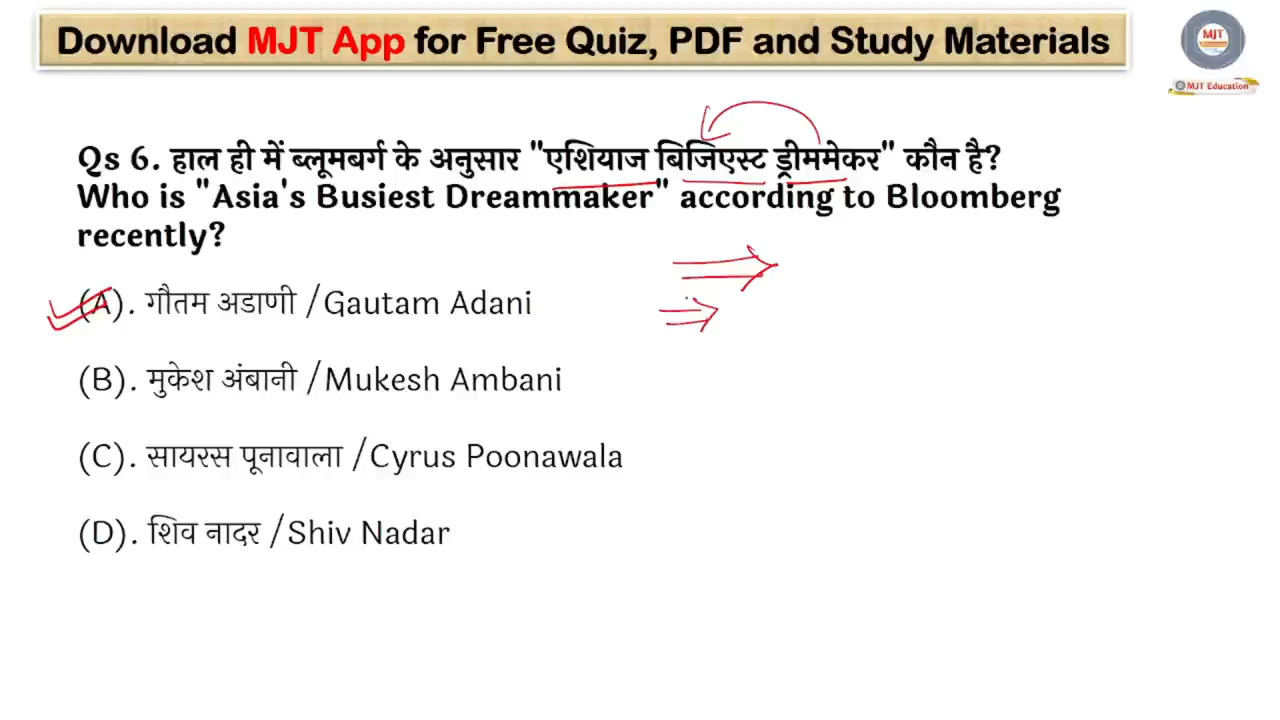 Download MJT App for Free Quiz, PDF and Study Materials
MJT
MJT Education
Qs 6. हाल ही में ब्लूमबर्ग के अनुसार "एशियाज बिजिएस्ट ड्रीममेकर" कौन है?
Who is "Asia's Busiest Dreammaker" according to Bloomberg
recently?
(A). गौतम अडाणी /Gautam Adani
(B). मुकेश अंबानी /Mukesh Ambani
(C). सायरस पूनावाला /Cyrus Poonawala
(D). शिव नादर /Shiv Nadar